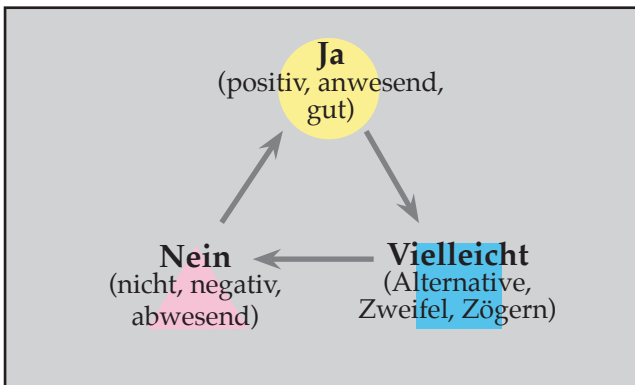 Ja
(positiv, anwesend,
gut)
Nein
(nicht, negativ,
abwesend)
Vielleicht
(Alternative,
Zweifel, Zögern)